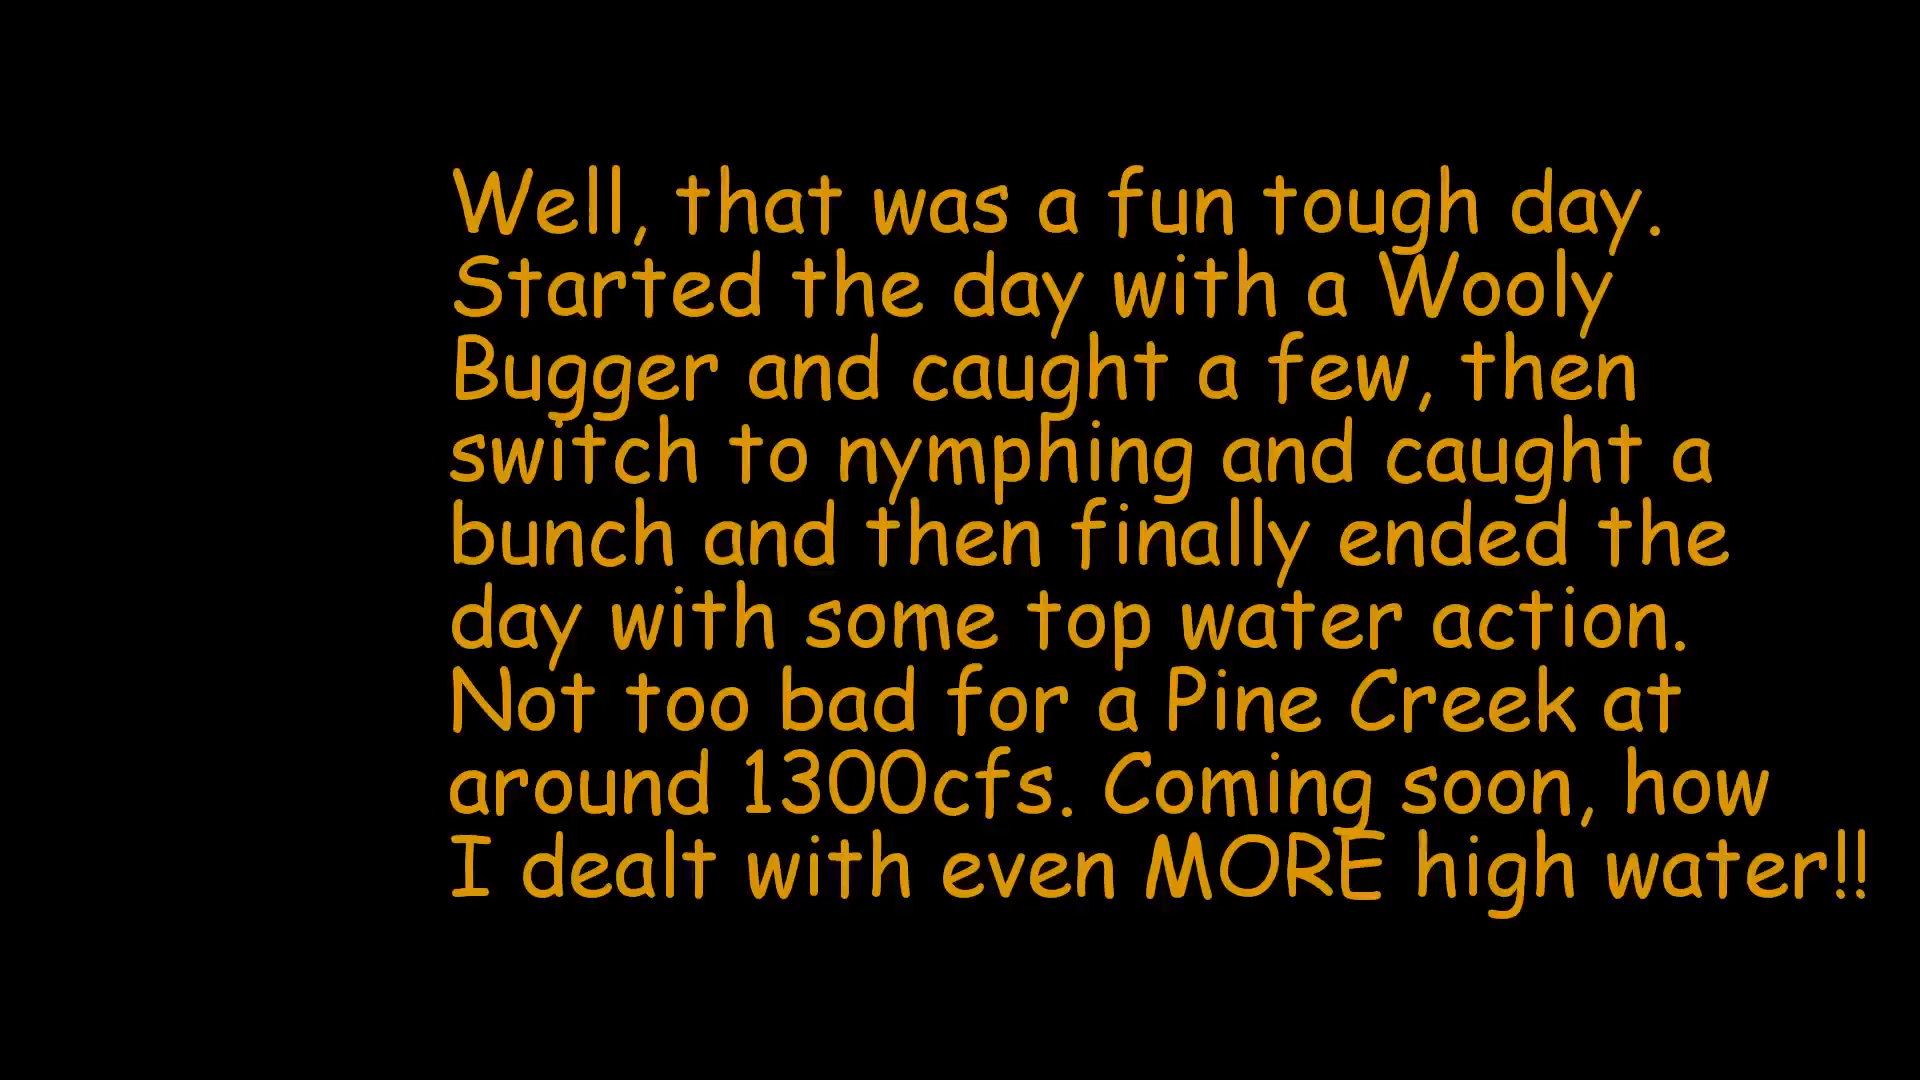 Well, that was a fun tough day.
Started the day with a Wooly
Bugger and caught a few, then
switch to nymphing and caught a
bunch and then finally ended the
day with some top water action.
Not too bad for a Pine Creek at
around 1300cfs. Coming soon, how
I dealt with even MORE high water!!